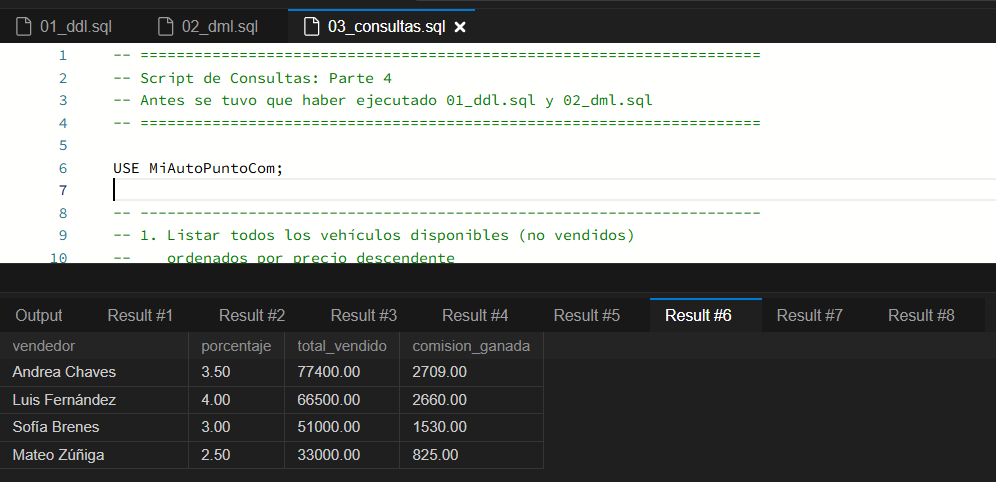 01_ddl.sql 02_dml.sql 03_consultas.sql
1 -- =====================================================================
2 -- Script de Consultas: Parte 4
3 -- Antes se tuvo que haber ejecutado 01_ddl.sql y 02_dml.sql
4 -- =====================================================================
5
6 USE MiAutoPuntoCom;
7
8 -- ---------------------------------------------------------------------
9 -- 1. Listar todos los vehículos disponibles (no vendidos)
10 -- ordenados por precio descendente
Output Result #1 Result #2 Result #3 Result #4 Result #5 Result #6 Result #7 Result #8
vendedor porcentaje total_vendido comision_ganada
Andrea Chaves 3.50 77400.00 2709.00
Luis Fernández 4.00 66500.00 2660.00
Sofía Brenes 3.00 51000.00 1530.00
Mateo Zúñiga 2.50 33000.00 825.00